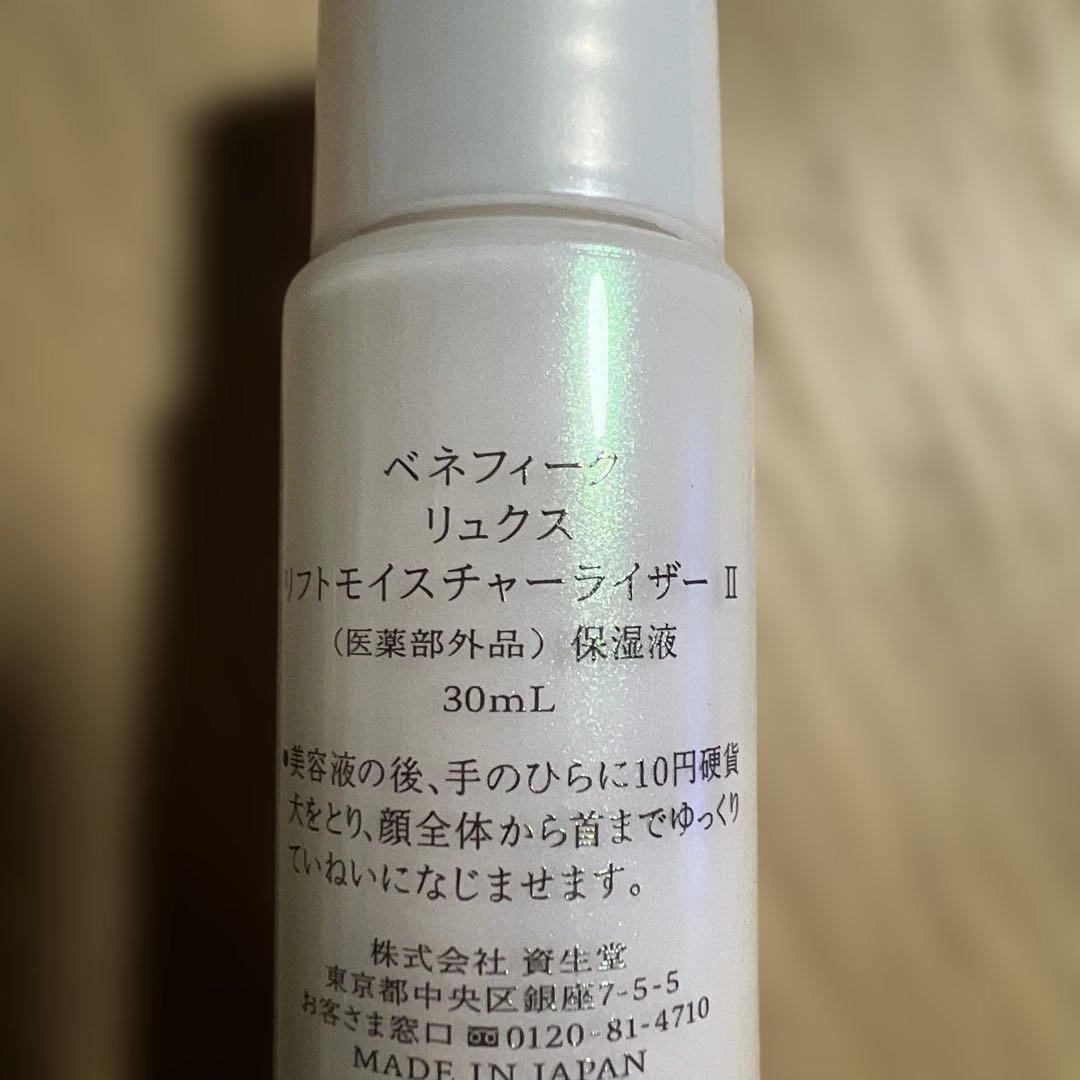 ベネフィーク
リュクス
リフトモイスチャーライザー Ⅱ
（医薬部外品） 保湿液
30mL
•美容液の後、手のひらに10円硬貨
大をとり、顔全体から首までゆっくり
ていねいになじませます。
株式会社 資生堂
東京都中央区銀座7-5-5
お客さま窓口 0120-81-4710
MADE IN JAPAN